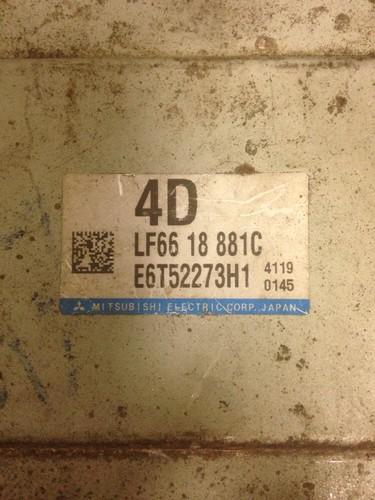 4D
LF66 18 881C
E6T52273H1 4119
0145
MITSUBISHI ELECTRIC CORP. JAPAN